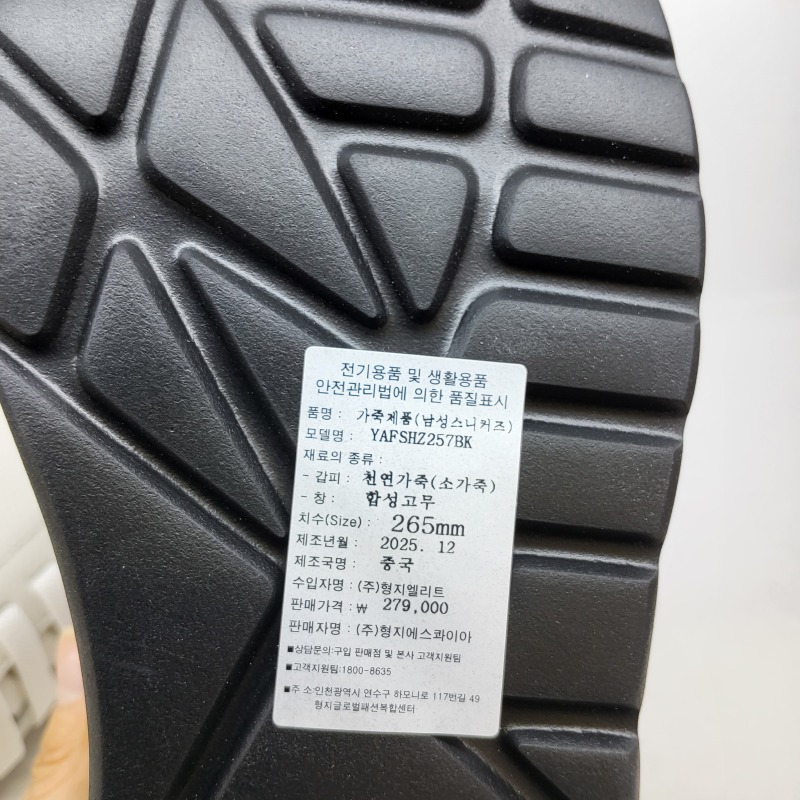 전기용품 및 생활용품
안전관리법에 의한 품질표시
품명 : 가죽제품(남성스니커즈)
모델명 : YAFSHZ257BK
재료의 종류 :
- 갑피 : 천연가죽(소가죽)
- 창 : 합성고무
치수(Size) : 265mm
제조년월 : 2025. 12
제조국명 : 중국
수입자명 : (주)형지엘리트
판매가격 : ₩ 279,000
판매자명 : (주)형지에스콰이아
■상담문의:구입 판매점 및 본사 고객지원팀
■고객지원팀:1800-8635
■주 소:인천광역시 연수구 하모니로 117번길 49
형지글로벌패션복합센터